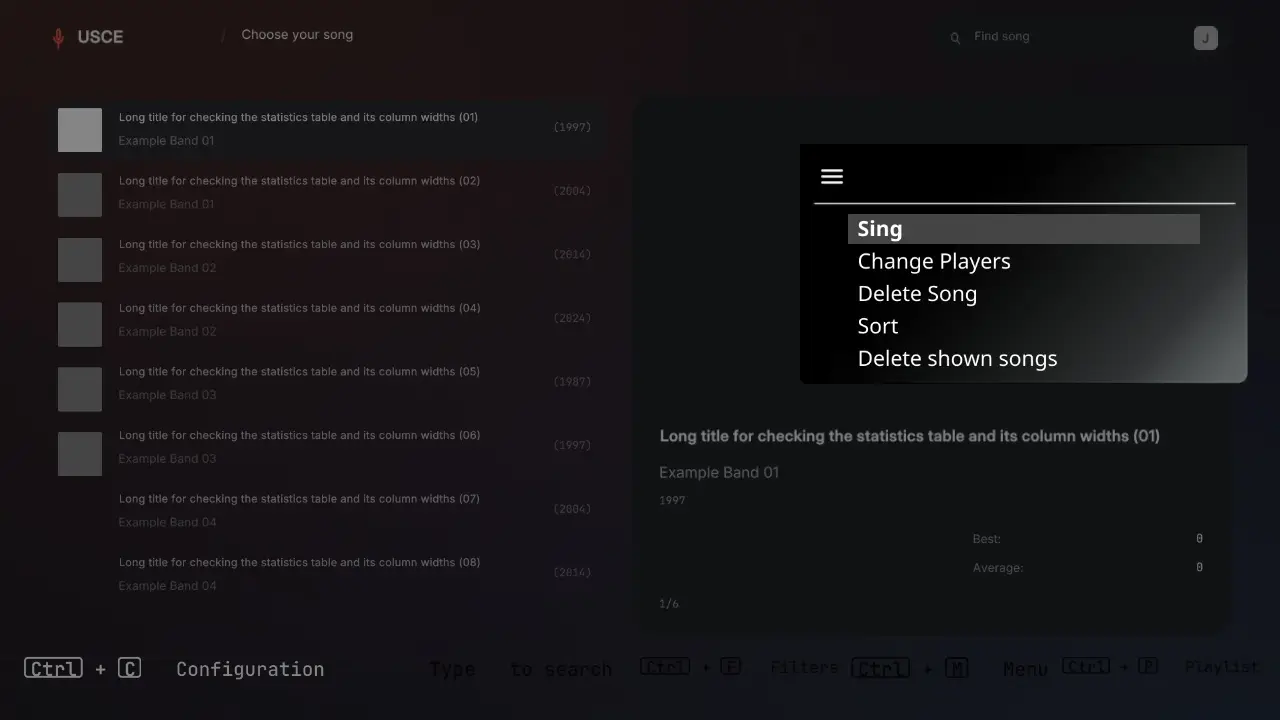 USCE / Choose your song
Find song
J
Long title for checking the statistics table and its column widths (01)
Example Band 01
(1997)
Long title for checking the statistics table and its column widths (02)
Example Band 01
(2004)
Long title for checking the statistics table and its column widths (03)
Example Band 02
(2014)
Long title for checking the statistics table and its column widths (04)
Example Band 02
(2024)
Long title for checking the statistics table and its column widths (05)
Example Band 03
(1987)
Long title for checking the statistics table and its column widths (06)
Example Band 03
(1997)
Long title for checking the statistics table and its column widths (07)
Example Band 04
(2004)
Long title for checking the statistics table and its column widths (08)
Example Band 04
(2014)
Sing
Change Players
Delete Song
Sort
Delete shown songs
Long title for checking the statistics table and its column widths (01)
Example Band 01
1997
Best: 0
Average: 0
1/6
Ctrl + C Configuration Type to search Ctrl + F Filters Ctrl + M Menu Ctrl + P Playlist